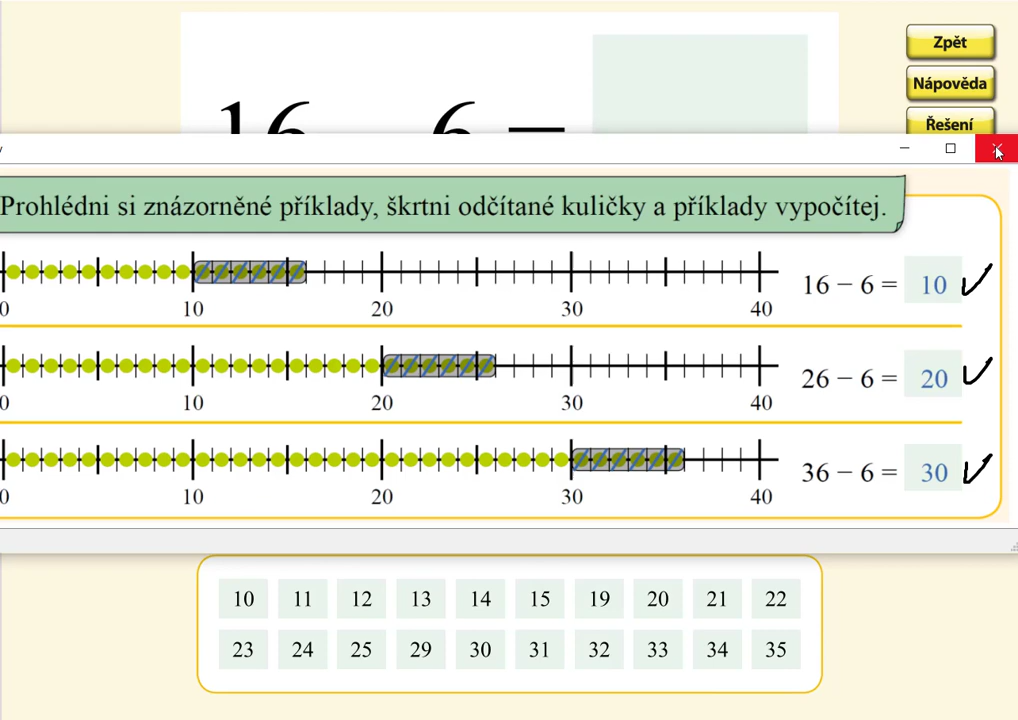 16 − 6 =
Zpět
Nápověda
Řešení
Prohlédni si znázorněné příklady, škrtni odčítané kuličky a příklady vypočítej.
0 10 20 30 40
16 − 6 = 10
0 10 20 30 40
26 − 6 = 20
0 10 20 30 40
36 − 6 = 30
10 11 12 13 14 15 19 20 21 22
23 24 25 29 30 31 32 33 34 35